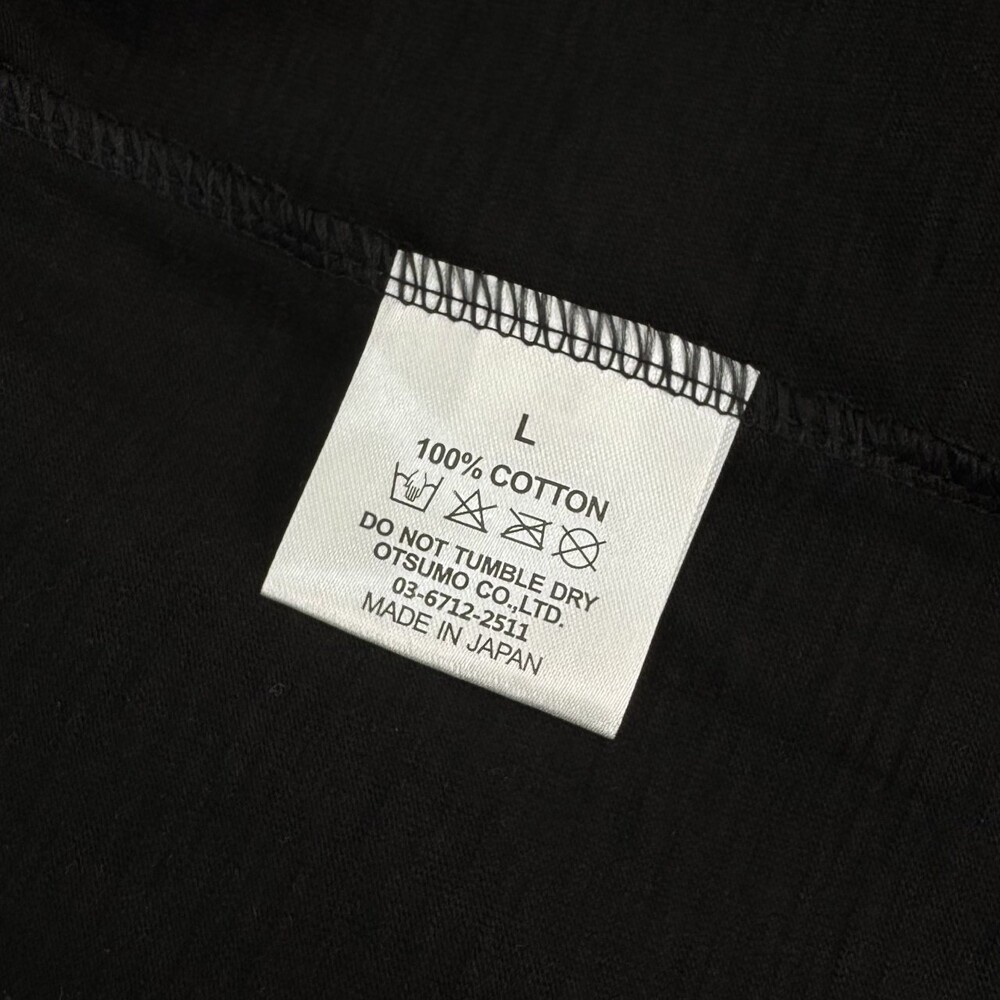 L
100% COTTON
DO NOT TUMBLE DRY
OTSUMO CO.,LTD.
03-6712-2511
MADE IN JAPAN